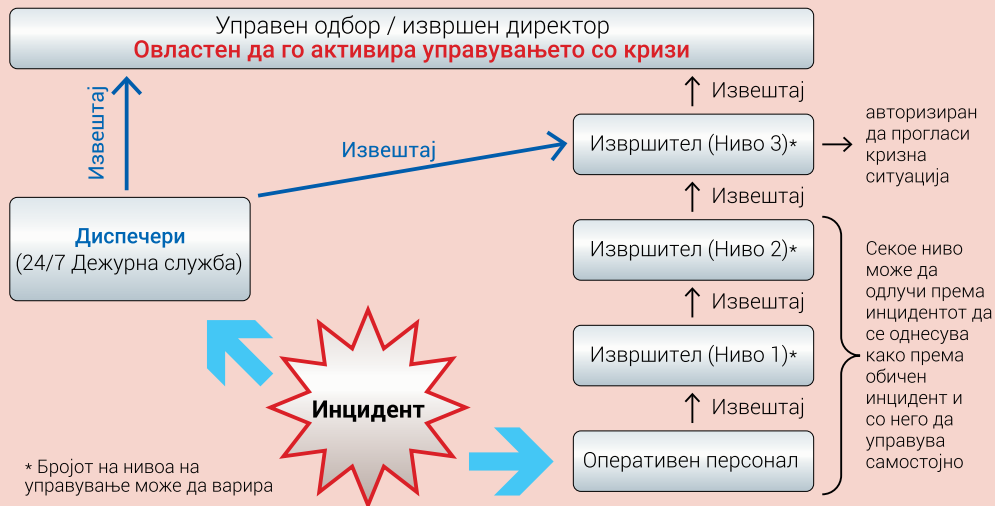 Управен одбор / извршен директор
Овластен да го активира управувањето со кризи
Извештај
Извештај
Извештај
Извршител (Ниво 3)*
авторизиран
да прогласи
кризна
ситуација
Извештај
Диспечери
(24/7 Дежурна служба)
Извршител (Ниво 2)*
Извештај
Извршител (Ниво 1)*
Секое ниво
може да
одлучи према
инцидентот да
се однесува
како према
обичен
инцидент и
со него да
управува
самостојно
Инцидент
Извештај
Оперативен персонал
* Бројот на нивоа на
управување може да варира